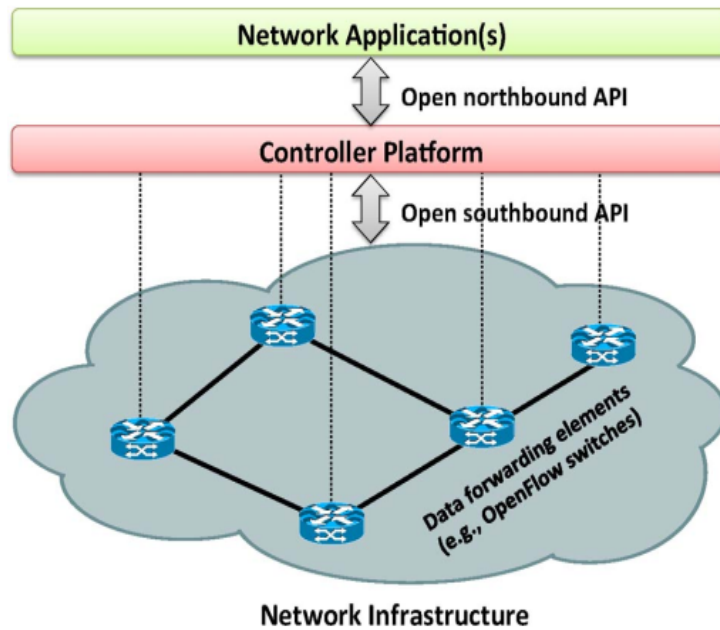 Network Application(s)
Open northbound API
Controller Platform
Open southbound API
Data forwarding elements
(e.g., OpenFlow switches)
Network Infrastructure